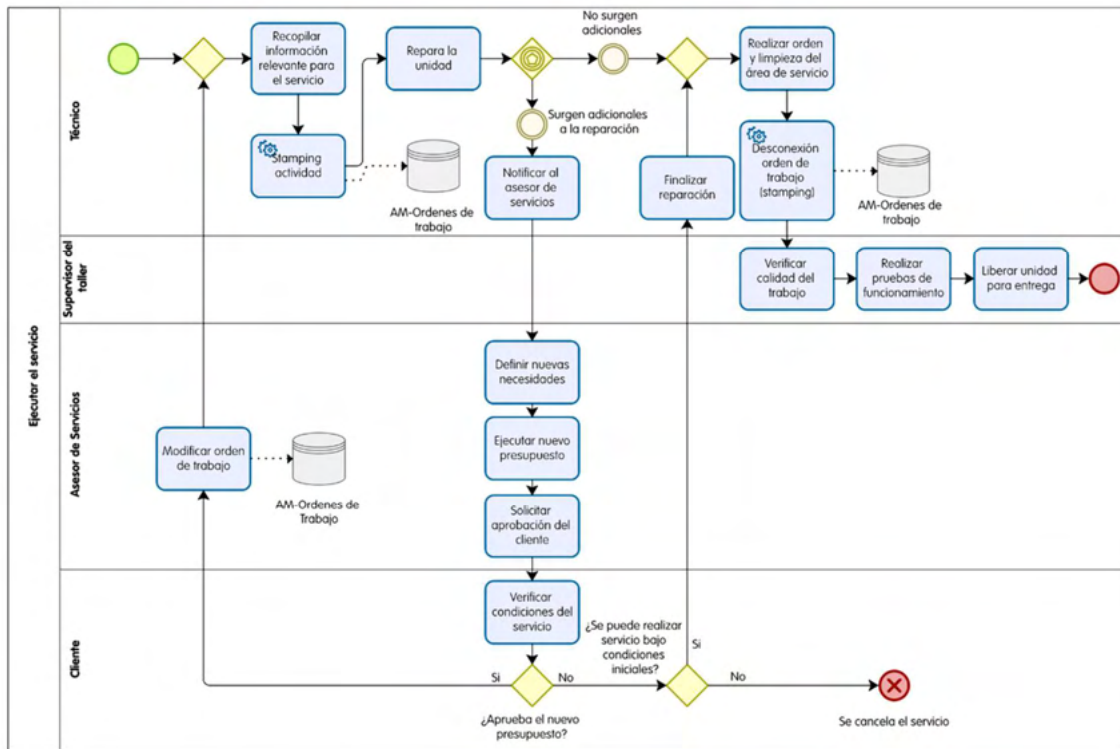 Ejecutar el servicio
Técnico
Recopilar
información
relevante para
el servicio
Stamping
actividad
AM-Ordenes de
trabajo
Repara la
unidad
No surgen
adicionales
Surgen adicionales
a la reparación
Notificar al
asesor de
servicios
Finalizar
reparación
Realizar orden
y limpieza del
área de servicio
Desconexión
orden de
trabajo
(stamping)
AM-Ordenes de
trabajo
Supervisor del
taller
Verificar
calidad del
trabajo
Realizar
pruebas de
funcionamiento
Liberar unidad
para entrega
Asesor de Servicios
Modificar orden
de trabajo
AM-Ordenes de
Trabajo
Definir nuevas
necesidades
Ejecutar nuevo
presupuesto
Solicitar
aprobación del
cliente
Cliente
Verificar
condiciones del
servicio
Si
No
¿Aprueba el nuevo
presupuesto?
¿Se puede realizar
servicio bajo
condiciones
iniciales?
Si
No
Se cancela el servicio